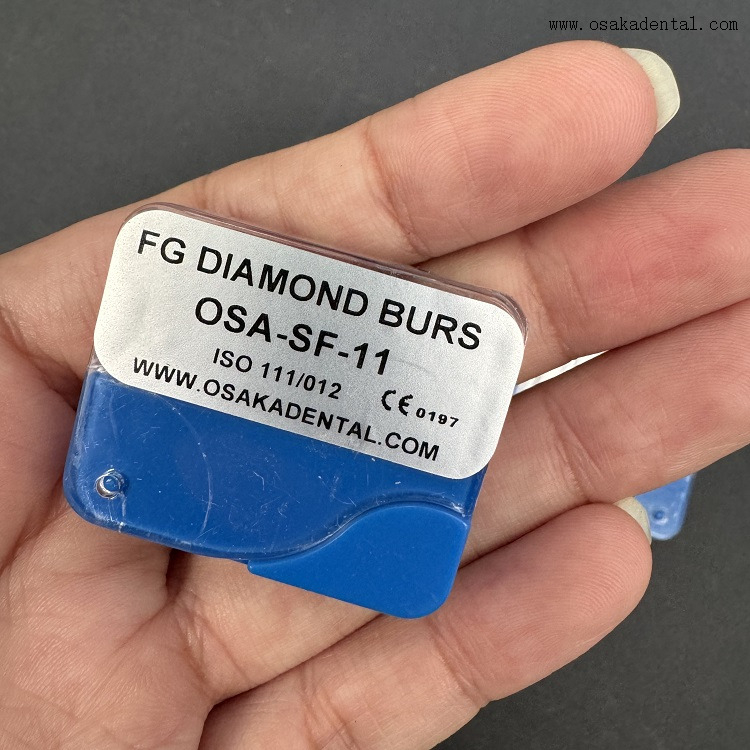 www.osakadental.com
FG DIAMOND BURS
OSA-SF-11
ISO 111/012 CE 0197
WWW.OSAKADENTAL.COM